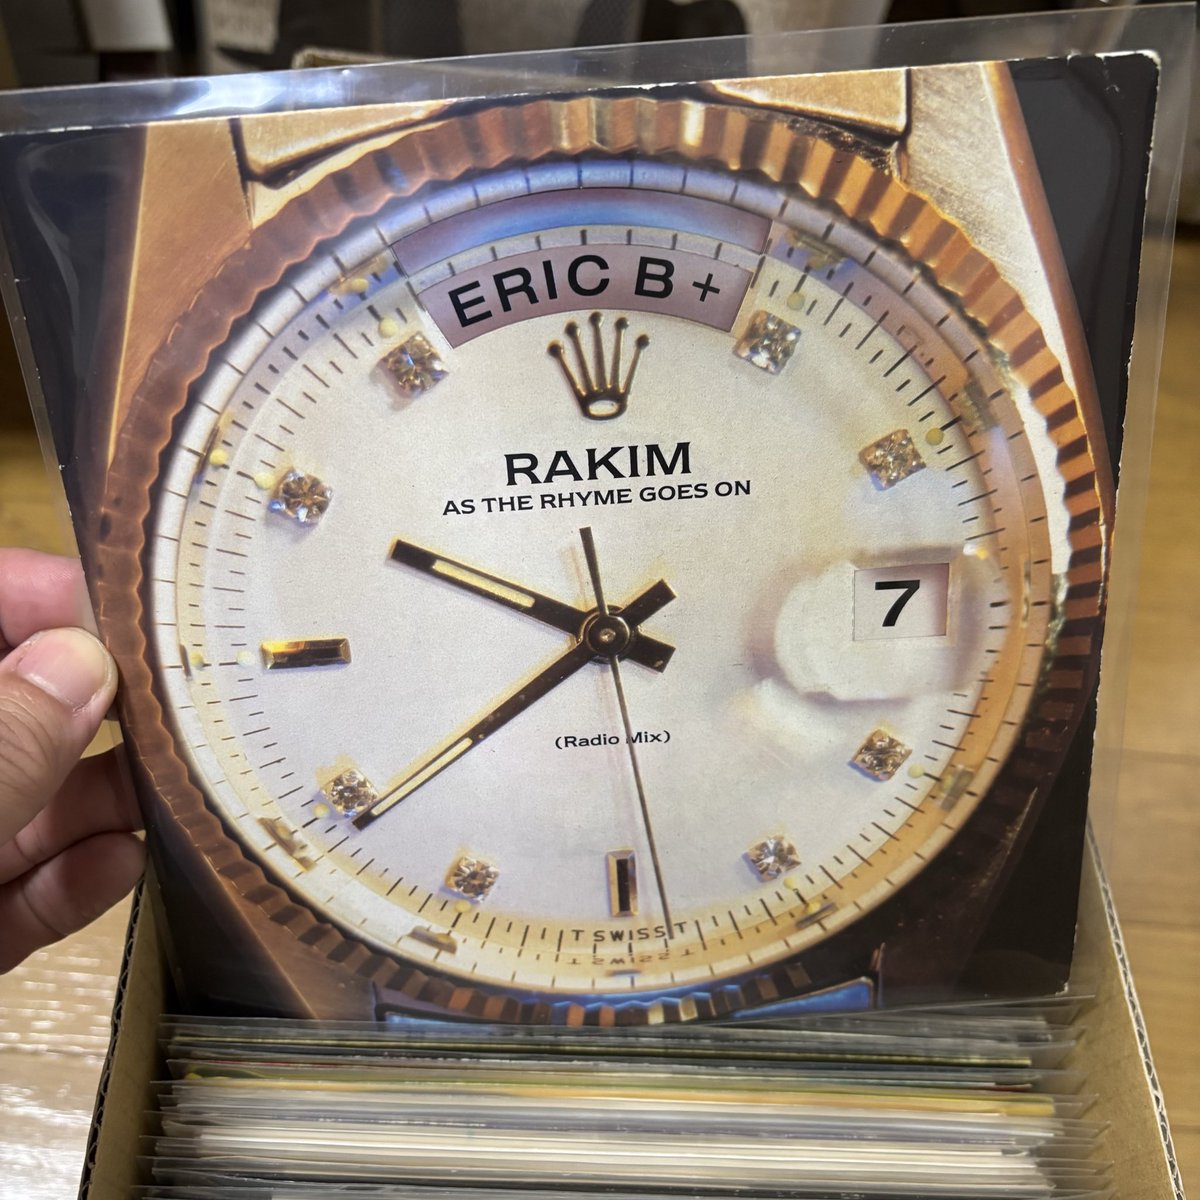 ERIC B+
RAKIM
AS THE RHYME GOES ON
7
(Radio Mix)
T SWISS T